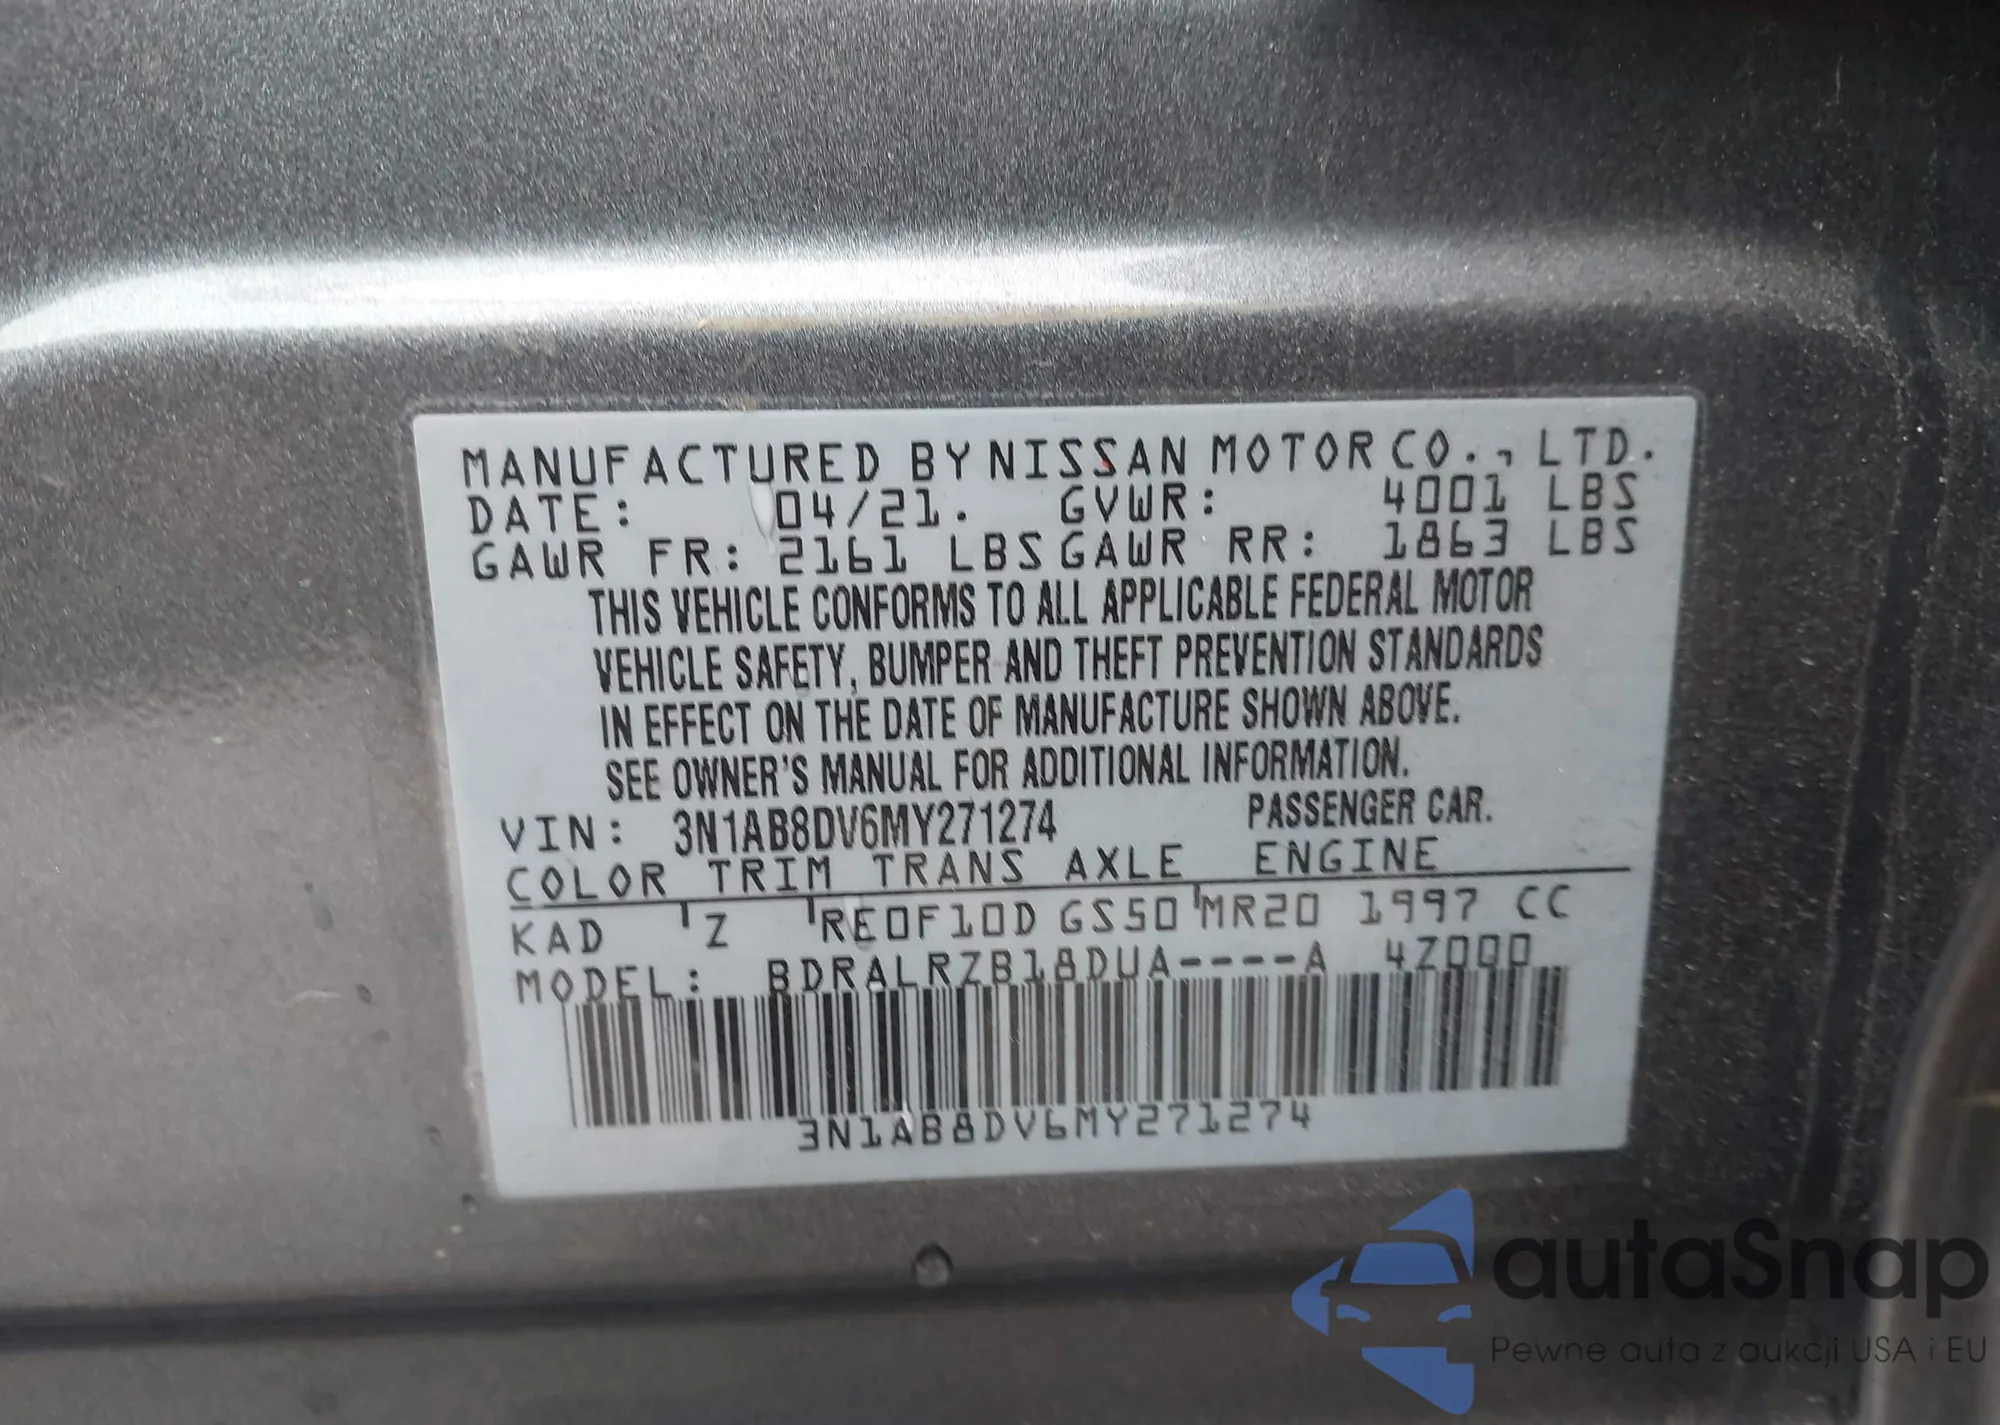 MANUFACTURED BY NISSAN MOTOR CO., LTD.
DATE: 04/21. GVWR: 4001 LBS
GAWR FR: 2161 LBS GAWR RR: 1863 LBS
THIS VEHICLE CONFORMS TO ALL APPLICABLE FEDERAL MOTOR
VEHICLE SAFETY, BUMPER AND THEFT PREVENTION STANDARDS
IN EFFECT ON THE DATE OF MANUFACTURE SHOWN ABOVE.
SEE OWNER'S MANUAL FOR ADDITIONAL INFORMATION.
VIN: 3N1AB8DV6MY271274 PASSENGER CAR.
COLOR TRIM TRANS AXLE ENGINE
KAD Z RE0F10D GS50 MR20 1997 CC
MODEL: BDRALRZB18DUA----A 4Z000
3N1AB8DV6MY271274
autaSnap
Pewne auta z aukcji USA i EU